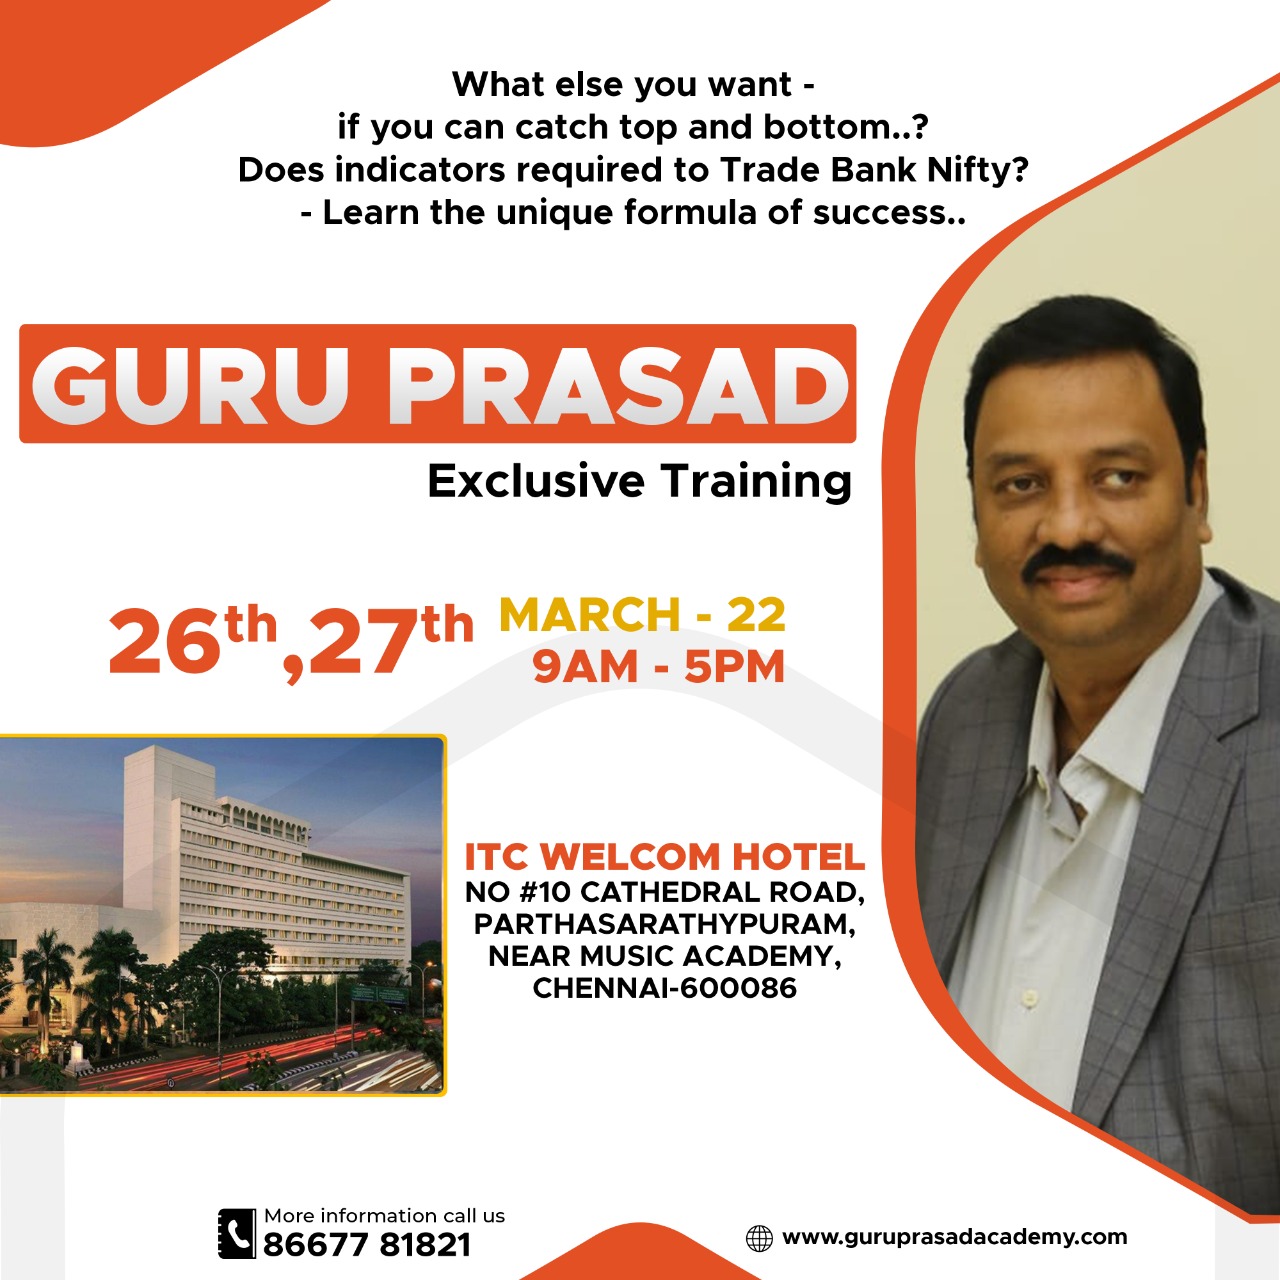 What else you want -
if you can catch top and bottom..?
Does indicators required to Trade Bank Nifty?
- Learn the unique formula of success..
GURU PRASAD
Exclusive Training
26th,27th
MARCH - 22
9AM - 5PM
ITC WELCOM HOTEL
NO #10 CATHEDRAL ROAD,
PARTHASARATHYPURAM,
NEAR MUSIC ACADEMY,
CHENNAI-600086
More information call us
86677 81821
www.guruprasadacademy.com